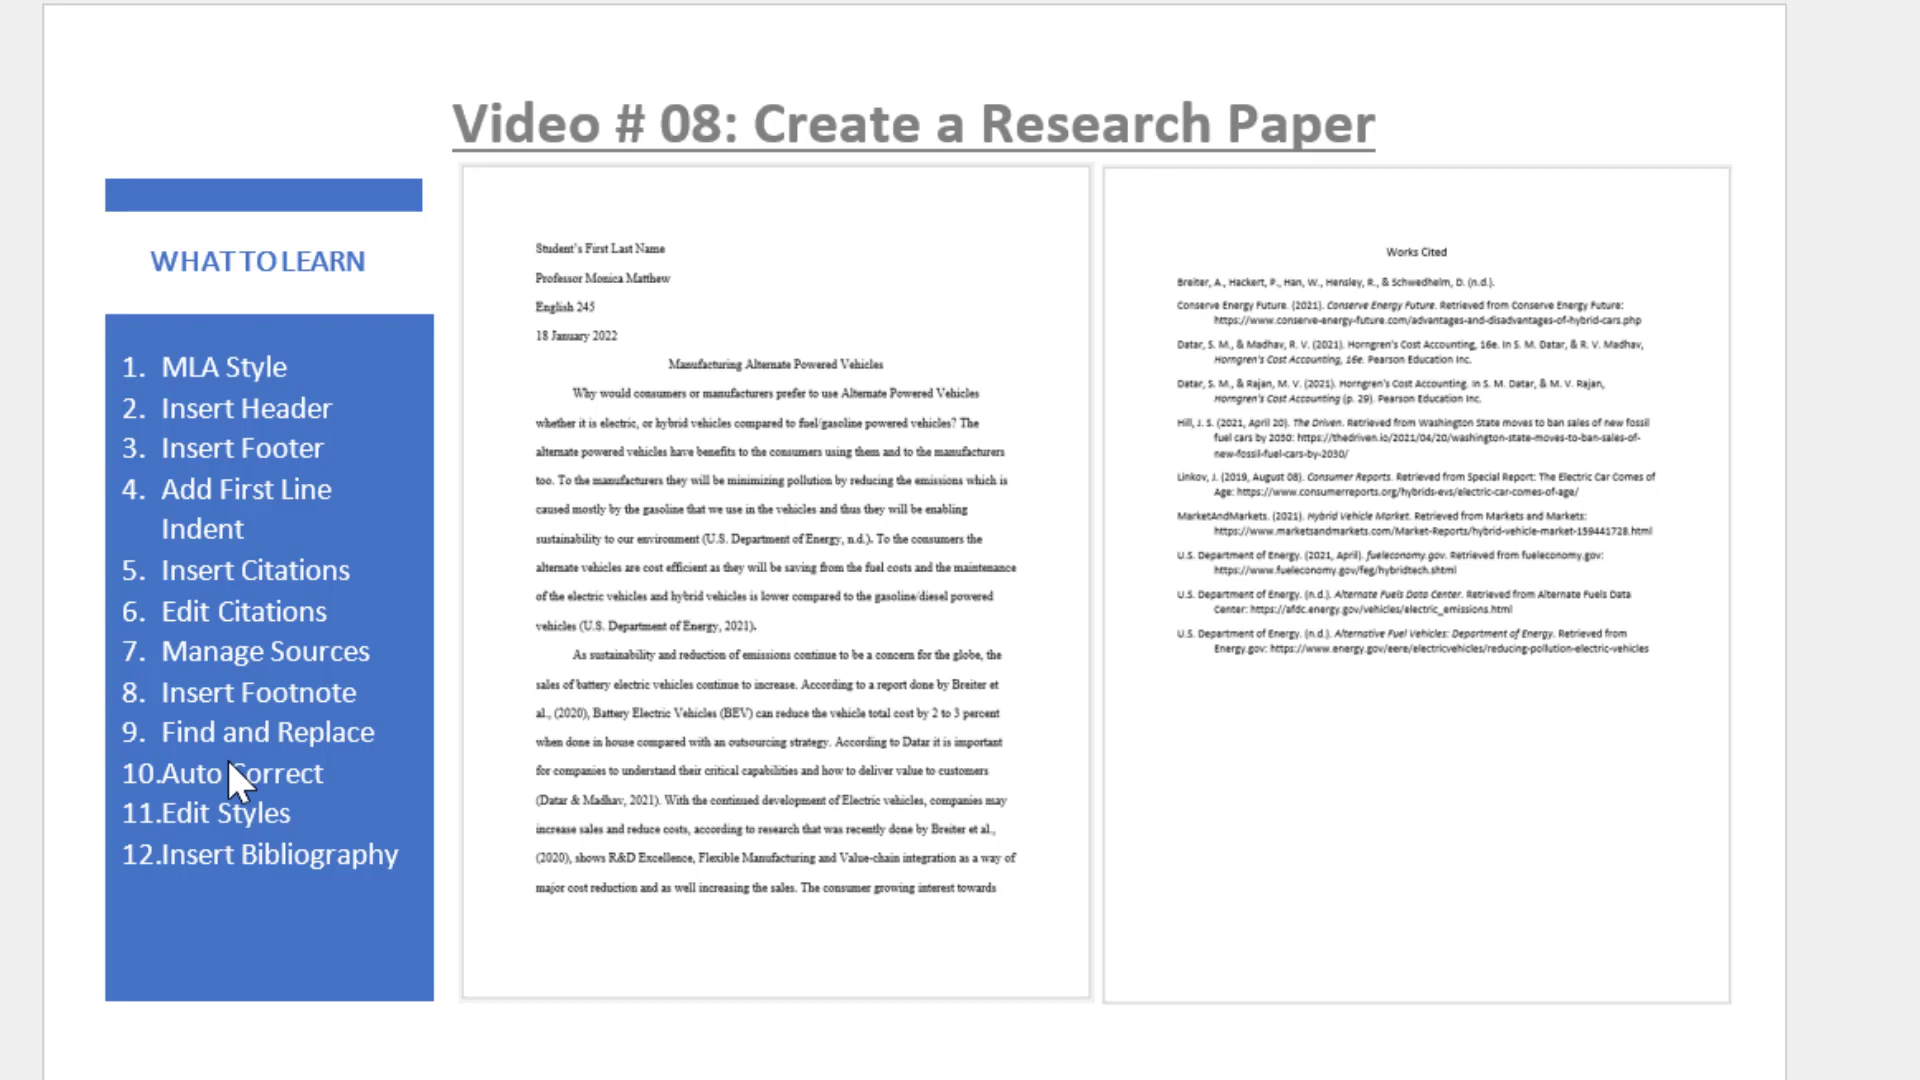 Video # 08: Create a Research Paper
WHAT TO LEARN
1. MLA Style
2. Insert Header
3. Insert Footer
4. Add First Line
Indent
5. Insert Citations
6. Edit Citations
7. Manage Sources
8. Insert Footnote
9. Find and Replace
10.Auto Correct
11.Edit Styles
12.Insert Bibliography
Student's First Last Name
Professor Monica Matthew
English 245
18 January 2022
Manufacturing Alternate Powered Vehicles
Why would consumers or manufacturers prefer to use Alternate Powered Vehicles
whether it is electric, or hybrid vehicles compared to fuel/gasoline powered vehicles? The
alternate powered vehicles have benefits to the consumers using them and to the manufacturers
too. To the manufacturers they will be minimizing pollution by reducing the emissions which is
caused mostly by the gasoline that we use in the vehicles and thus they will be enabling
sustainability to our environment (U.S. Department of Energy, n.d.). To the consumers the
alternate vehicles are cost efficient as they will be saving from the fuel costs and the maintenance
of the electric vehicles and hybrid vehicles is lower compared to the gasoline/diesel powered
vehicles (U.S. Department of Energy, 2021).
As sustainability and reduction of emissions continue to be a concern for the globe, the
sales of battery electric vehicles continue to increase. According to a report done by Breiter et
al., (2020), Battery Electric Vehicles (BEV) can reduce the vehicle total cost by 2 to 3 percent
when done in house compared with an outsourcing strategy. According to Datar it is important
for companies to understand their critical capabilities and how to deliver value to customers
(Datar & Madhav, 2021). With the continued development of Electric vehicles, companies may
increase sales and reduce costs, according to research that was recently done by Breiter et al.,
(2020), shows R&D Excellence, Flexible Manufacturing and Value-chain integration as a way of
major cost reduction and as well increasing the sales. The consumer growing interest towards
Works Cited
Breiter, A., Hackert, P., Han, W., Hensley, R., & Schwedhelm, D. (n.d.).
Conserve Energy Future. (2021). Conserve Energy Future. Retrieved from Conserve Energy Future:
https://www.conserve-energy-future.com/advantages-and-disadvantages-of-hybrid-cars.php
Datar, S. M., & Madhav, R. V. (2021). Horngren's Cost Accounting, 16e. In S. M. Datar, & R. V. Madhav,
Horngren's Cost Accounting, 16e. Pearson Education Inc.
Datar, S. M., & Rajan, M. V. (2021). Horngren's Cost Accounting. In S. M. Datar, & M. V. Rajan,
Horngren's Cost Accounting (p. 29). Pearson Education Inc.
Hill, J. S. (2021, April 20). The Driven. Retrieved from Washington State moves to ban sales of new fossil
fuel cars by 2030: https://thedriven.io/2021/04/20/washington-state-moves-to-ban-sales-of-
new-fossil-fuel-cars-by-2030/
Linkov, J. (2019, August 08). Consumer Reports. Retrieved from Special Report: The Electric Car Comes of
Age: https://www.consumerreports.org/hybrids-evs/electric-car-comes-of-age/
MarketAndMarkets. (2021). Hybrid Vehicle Market. Retrieved from Markets and Markets:
https://www.marketsandmarkets.com/Market-Reports/hybrid-vehicle-market-159441728.html
U.S. Department of Energy. (2021, April). fueleconomy.gov. Retrieved from fueleconomy.gov:
https://www.fueleconomy.gov/feg/hybridtech.shtml
U.S. Department of Energy. (n.d.). Alternate Fuels Data Center. Retrieved from Alternate Fuels Data
Center: https://afdc.energy.gov/vehicles/electric_emissions.html
U.S. Department of Energy. (n.d.). Alternative Fuel Vehicles: Department of Energy. Retrieved from
Energy.gov: https://www.energy.gov/eere/electricvehicles/reducing-pollution-electric-vehicles